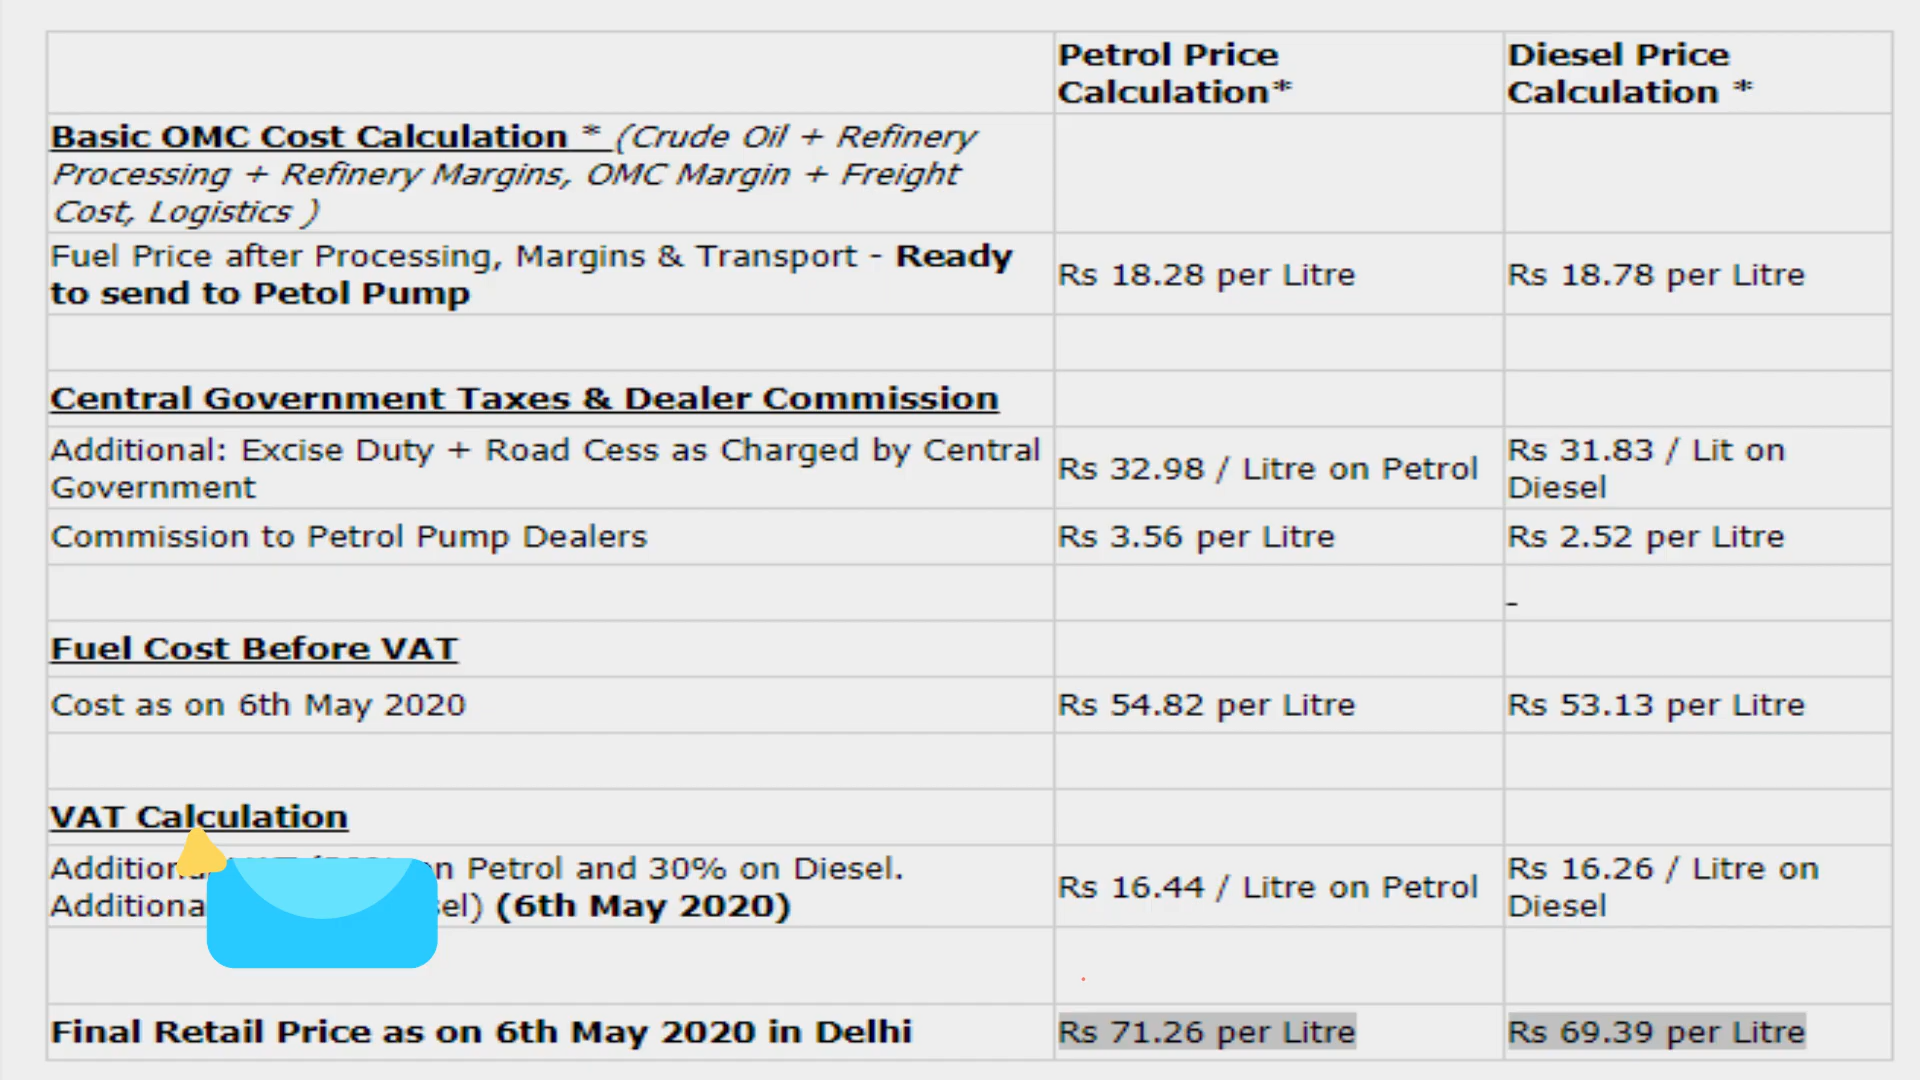 Petrol Price
Calculation*
Diesel Price
Calculation *
Basic OMC Cost Calculation * (Crude Oil + Refinery
Processing + Refinery Margins, OMC Margin + Freight
Cost, Logistics )
Fuel Price after Processing, Margins & Transport - Ready
to send to Petol Pump
Rs 18.28 per Litre
Rs 18.78 per Litre
Central Government Taxes & Dealer Commission
Additional: Excise Duty + Road Cess as Charged by Central
Government
Rs 32.98 / Litre on Petrol
Rs 31.83 / Lit on
Diesel
Commission to Petrol Pump Dealers
Rs 3.56 per Litre
Rs 2.52 per Litre
-
Fuel Cost Before VAT
Cost as on 6th May 2020
Rs 54.82 per Litre
Rs 53.13 per Litre
VAT Calculation
on Petrol and 30% on Diesel.
(6th May 2020)
Rs 16.44 / Litre on Petrol
Rs 16.26 / Litre on
Diesel
Final Retail Price as on 6th May 2020 in Delhi
Rs 71.26 per Litre
Rs 69.39 per Litre